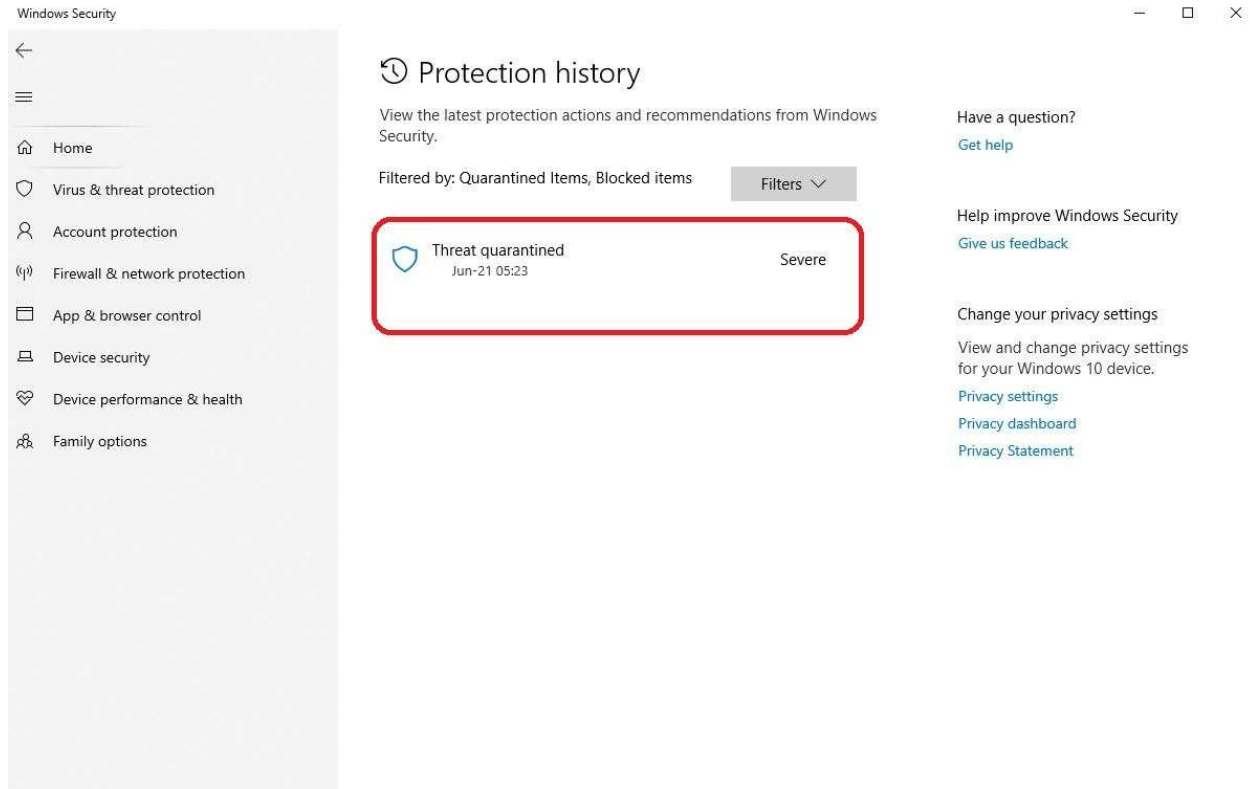 Windows Security
Home
Virus & threat protection
Account protection
Firewall & network protection
App & browser control
Device security
Device performance & health
Family options
Protection history
View the latest protection actions and recommendations from Windows
Security.
Filtered by: Quarantined Items, Blocked items
Filters
Threat quarantined
Severe
Jun-21 05:23
Have a question?
Get help
Help improve Windows Security
Give us feedback
Change your privacy settings
View and change privacy settings
for your Windows 10 device.
Privacy settings
Privacy dashboard
Privacy Statement